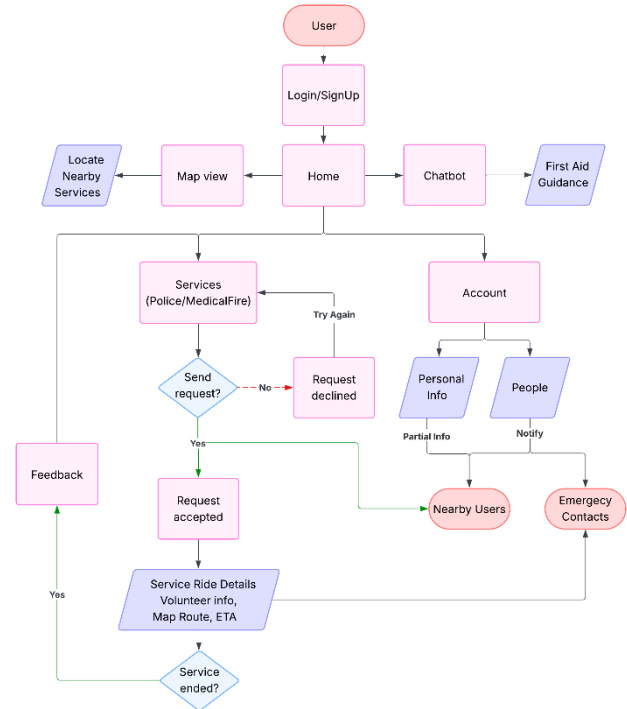 User
Login/SignUp
Locate
Nearby
Services
Map view
Home
Chatbot
First Aid
Guidance
Services
(Police/MedicalFire)
Account
Try Again
Send
request?
No
Request
declined
Personal
Info
People
Partial Info
Notify
Yes
Feedback
Request
accepted
Nearby Users
Emergecy
Contacts
Service Ride Details
Volunteer info,
Map Route, ETA
Yes
Service
ended?